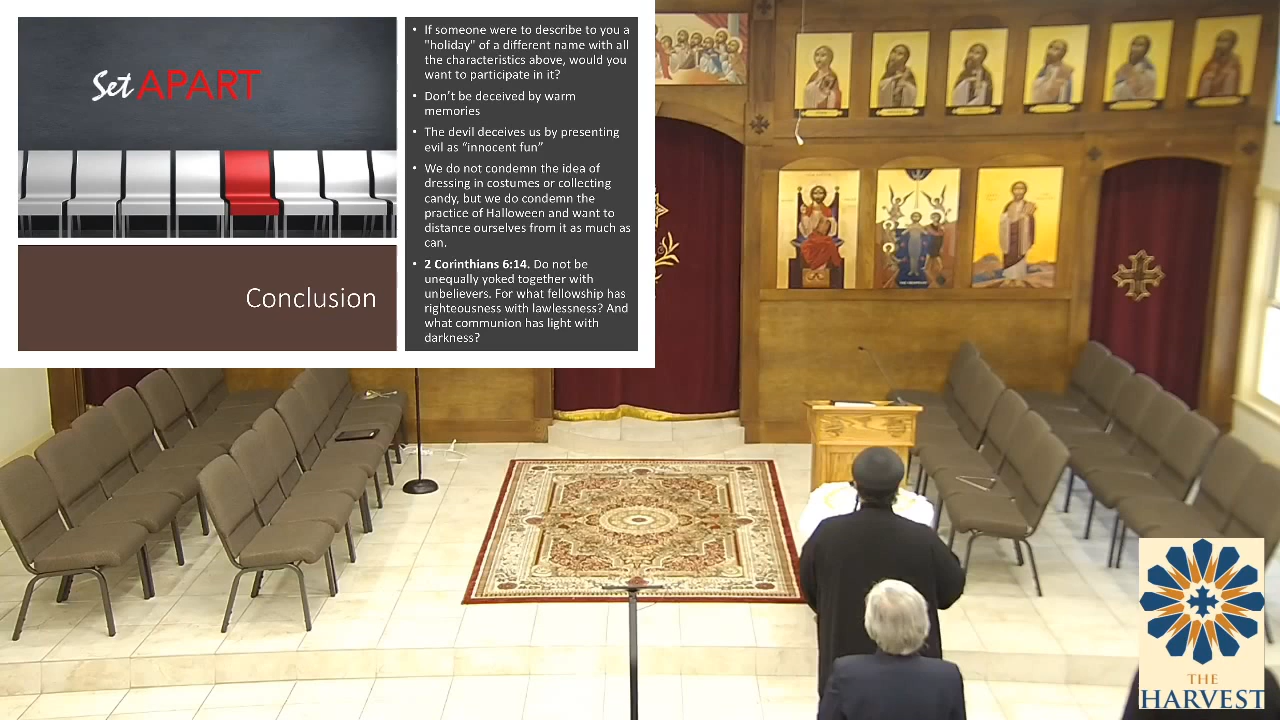 Set APART
Conclusion
• If someone were to describe to you a
"holiday" of a different name with all
the characteristics above, would you
want to participate in it?
• Don't be deceived by warm
memories
• The devil deceives us by presenting
evil as "innocent fun"
• We do not condemn the idea of
dressing in costumes or collecting
candy, but we do condemn the
practice of Halloween and want to
distance ourselves from it as much as
can.
• 2 Corinthians 6:14. Do not be
unequally yoked together with
unbelievers. For what fellowship has
righteousness with lawlessness? And
what communion has light with
darkness?
THE
HARVEST